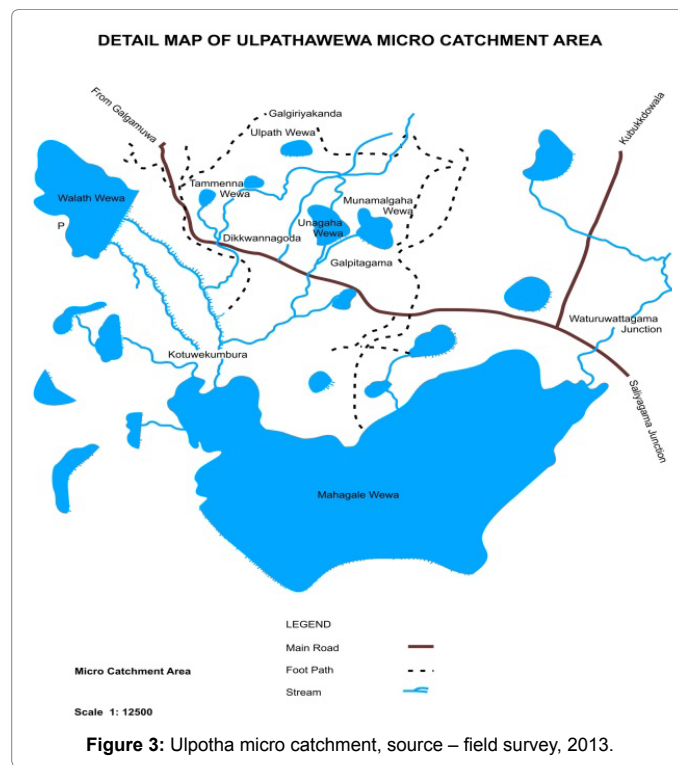 DETAIL MAP OF ULPATHAWEWA MICRO CATCHMENT AREA
From Galgamuwa
Galgiriyakanda
Ulpath Wewa
Kubukkdowala
Walath Wewa
P
Tammenna
Wewa
Munamalgaha
Wewa
Unagaha
Wewa
Dikkwannagoda
Galpitagama
Waturuwattagama
Junction
Kotuwekumbura
Saliyagama Junction
Mahagale Wewa
LEGEND
Main Road
Foot Path
Stream
Micro Catchment Area
Scale 1: 12500
Figure 3: Ulpotha micro catchment, source – field survey, 2013.